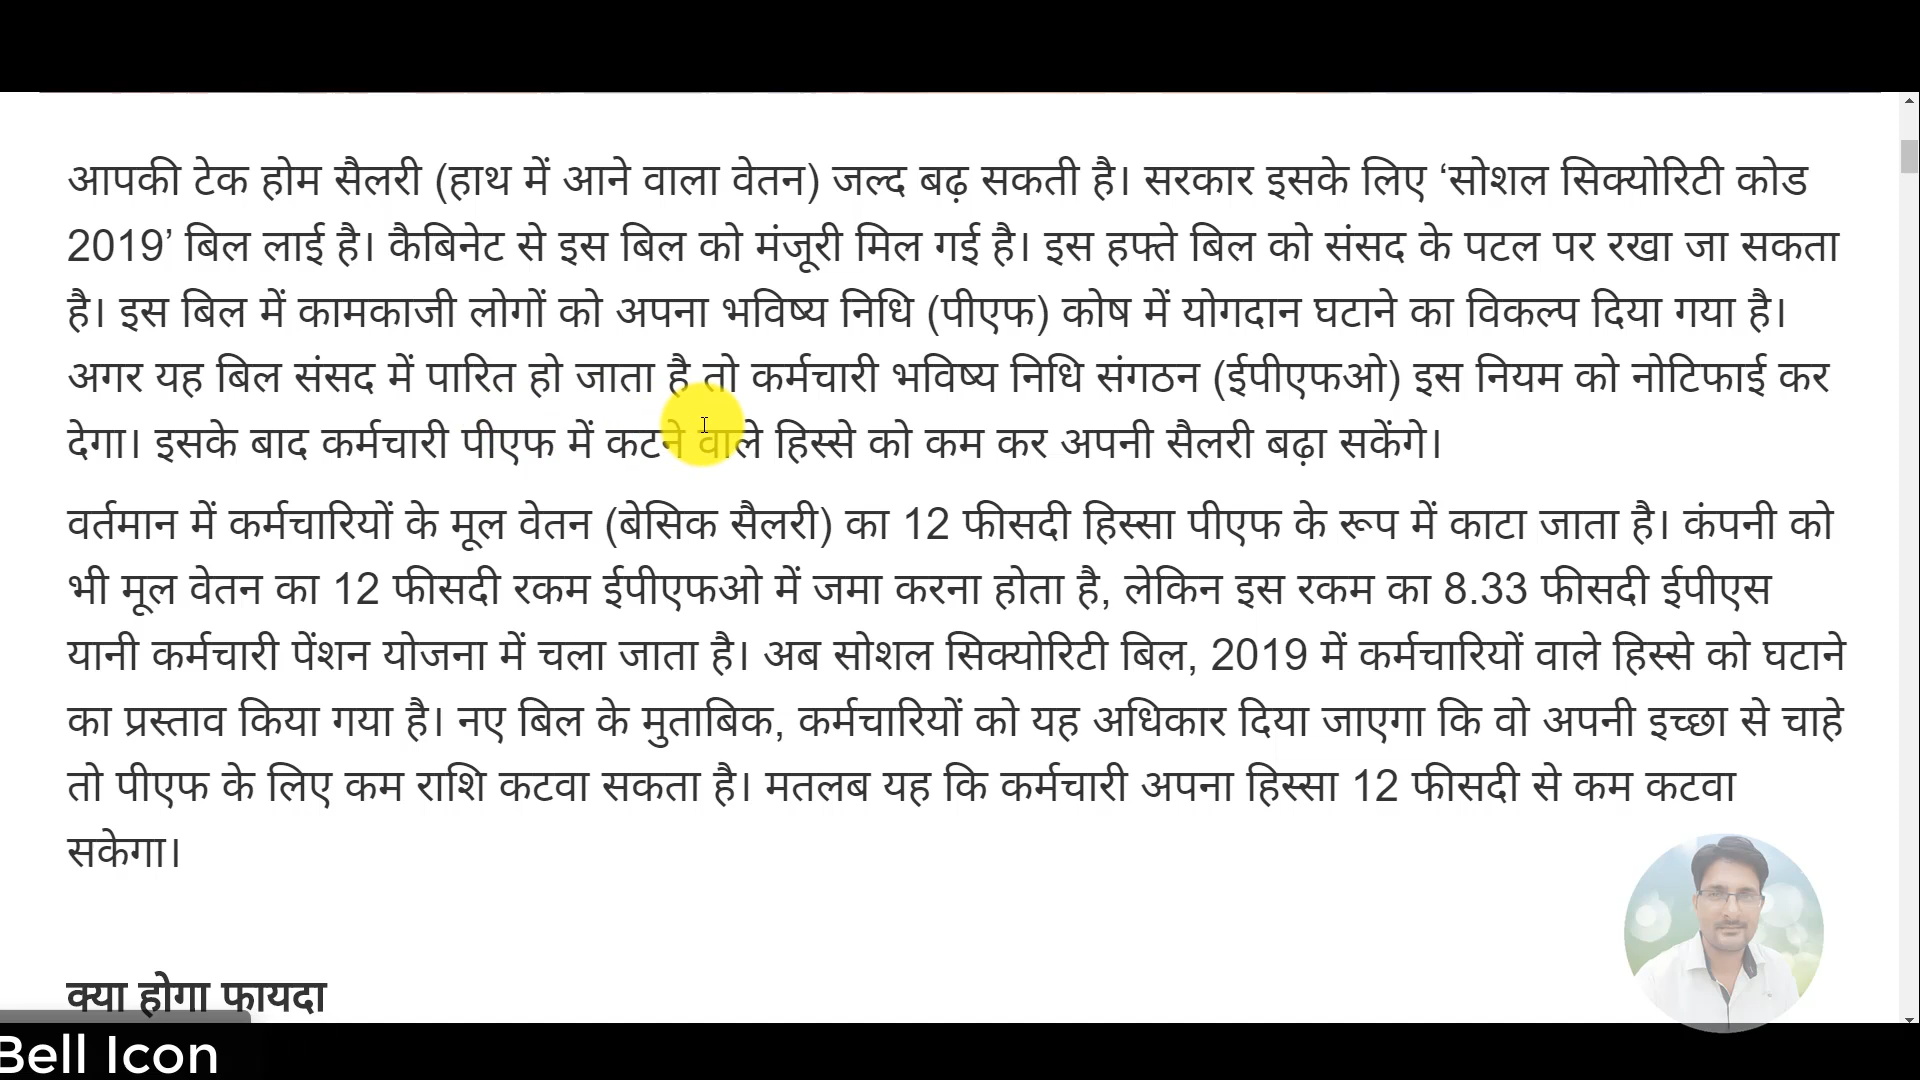 आपकी टेक होम सैलरी (हाथ में आने वाला वेतन) जल्द बढ़ सकती है। सरकार इसके लिए ‘सोशल सिक्योरिटी कोड
2019’ बिल लाई है। कैबिनेट से इस बिल को मंजूरी मिल गई है। इस हफ्ते बिल को संसद के पटल पर रखा जा सकता
है। इस बिल में कामकाजी लोगों को अपना भविष्य निधि (पीएफ) कोष में योगदान घटाने का विकल्प दिया गया है।
अगर यह बिल संसद में पारित हो जाता है तो कर्मचारी भविष्य निधि संगठन (ईपीएफओ) इस नियम को नोटिफाई कर
देगा। इसके बाद कर्मचारी पीएफ में कटने वाले हिस्से को कम कर अपनी सैलरी बढ़ा सकेंगे।
वर्तमान में कर्मचारियों के मूल वेतन (बेसिक सैलरी) का 12 फीसदी हिस्सा पीएफ के रूप में काटा जाता है। कंपनी को
भी मूल वेतन का 12 फीसदी रकम ईपीएफओ में जमा करना होता है, लेकिन इस रकम का 8.33 फीसदी ईपीएस
यानी कर्मचारी पेंशन योजना में चला जाता है। अब सोशल सिक्योरिटी बिल, 2019 में कर्मचारियों वाले हिस्से को घटाने
का प्रस्ताव किया गया है। नए बिल के मुताबिक, कर्मचारियों को यह अधिकार दिया जाएगा कि वो अपनी इच्छा से चाहे
तो पीएफ के लिए कम राशि कटवा सकता है। मतलब यह कि कर्मचारी अपना हिस्सा 12 फीसदी से कम कटवा
सकेगा।
क्या होगा फायदा
Bell Icon